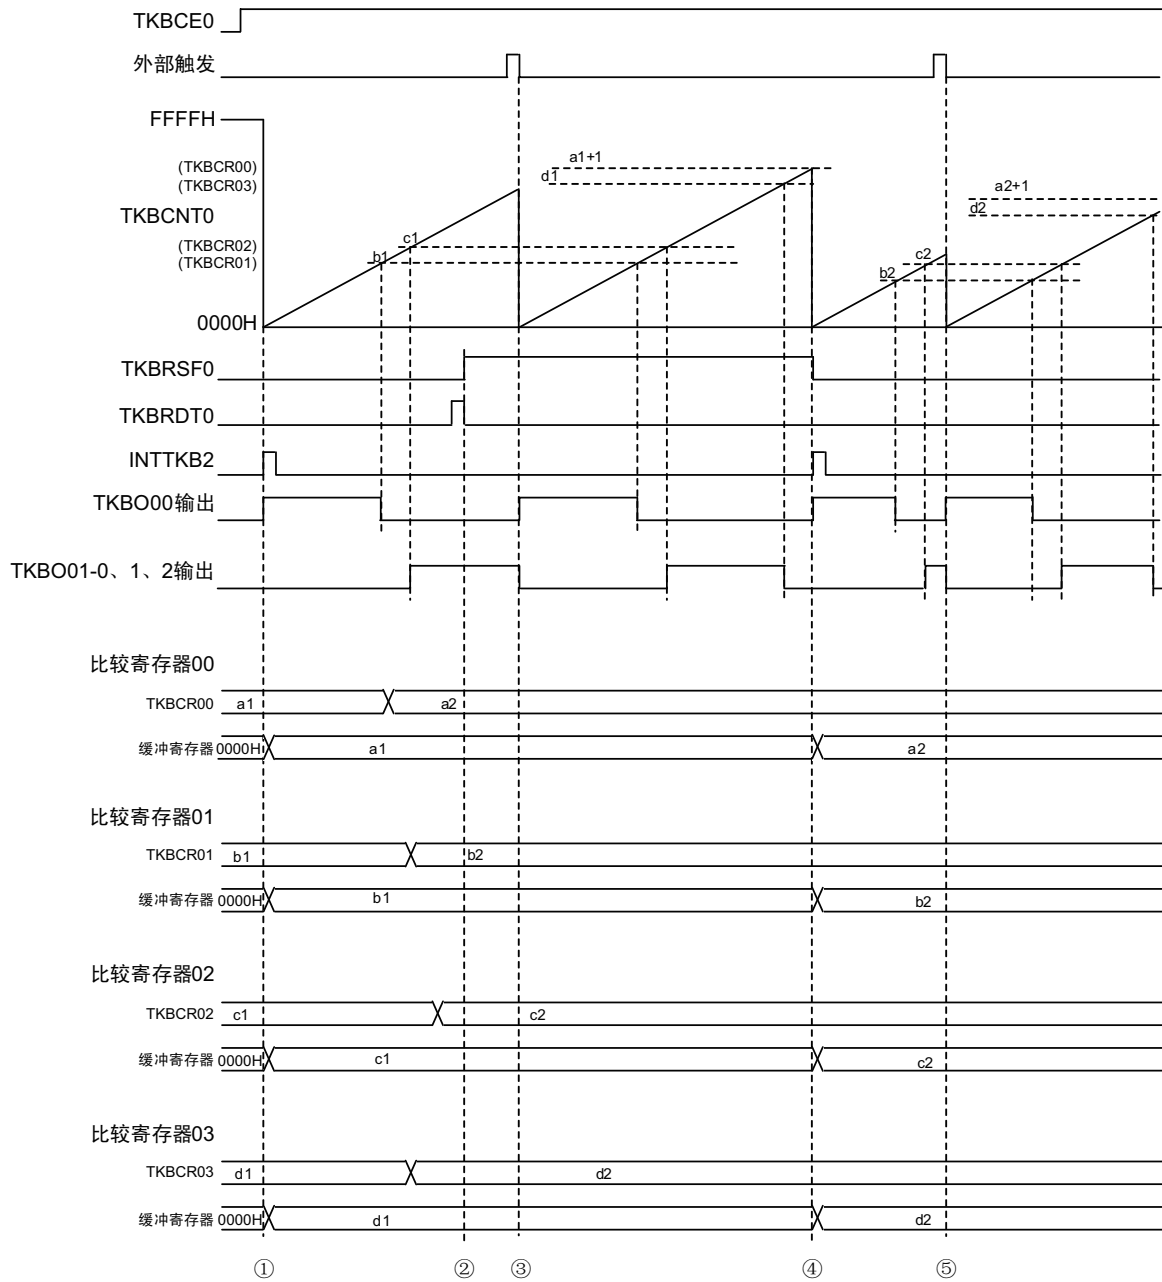 TKBCE0
外部触发
FFFFH
a1+1
(TKBCR00)
d1
(TKBCR03)
a2+1
TKBCNT0
d2
c1
(TKBCR02)
b1
c2
(TKBCR01)
b2
0000H
TKBRSF0
TKBRDT0
INTTKB2
TKBO00输出
TKBO01-0、1、2输出
比较寄存器00
TKBCR00 a1 a2
缓冲寄存器 0000H a1 a2
比较寄存器01
TKBCR01 b1 b2
缓冲寄存器 0000H b1 b2
比较寄存器02
TKBCR02 c1 c2
缓冲寄存器 0000H c1 c2
比较寄存器03
TKBCR03 d1 d2
缓冲寄存器 0000H d1 d2
① ② ③ ④ ⑤